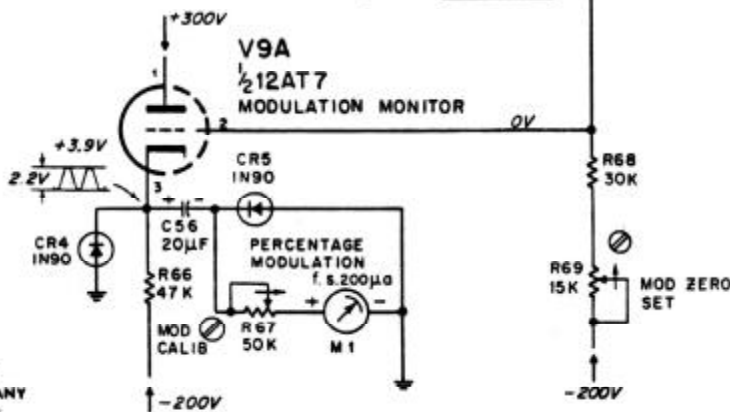 +300V
V9A
1/2 12AT7
MODULATION MONITOR
1
2
3
0V
+3.9V
2.2V
CR5
1N90
R68
30K
+ -
C56
20µF
CR4
1N90
PERCENTAGE
MODULATION
f. s. 200µa
R66
47K
R69
15K
MOD ZERO
SET
MOD
CALIB
R67
50K
+ -
M1
ANY
-200V
-200V